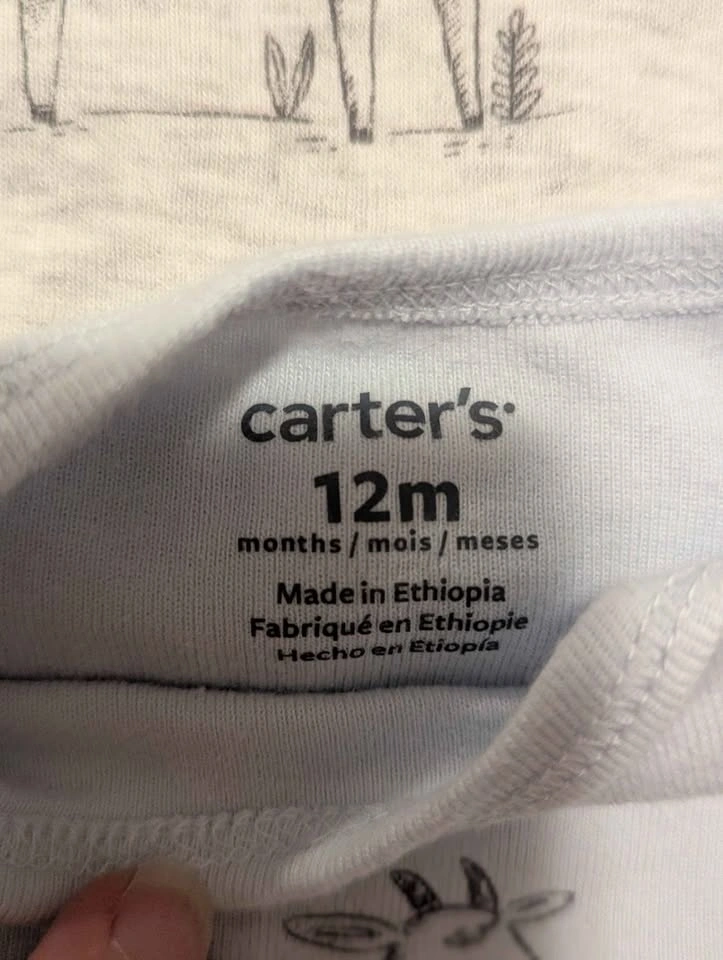 carter's
12m
months / mois / meses
Made in Ethiopia
Fabriqué en Ethiopie
Hecho en Etiopía